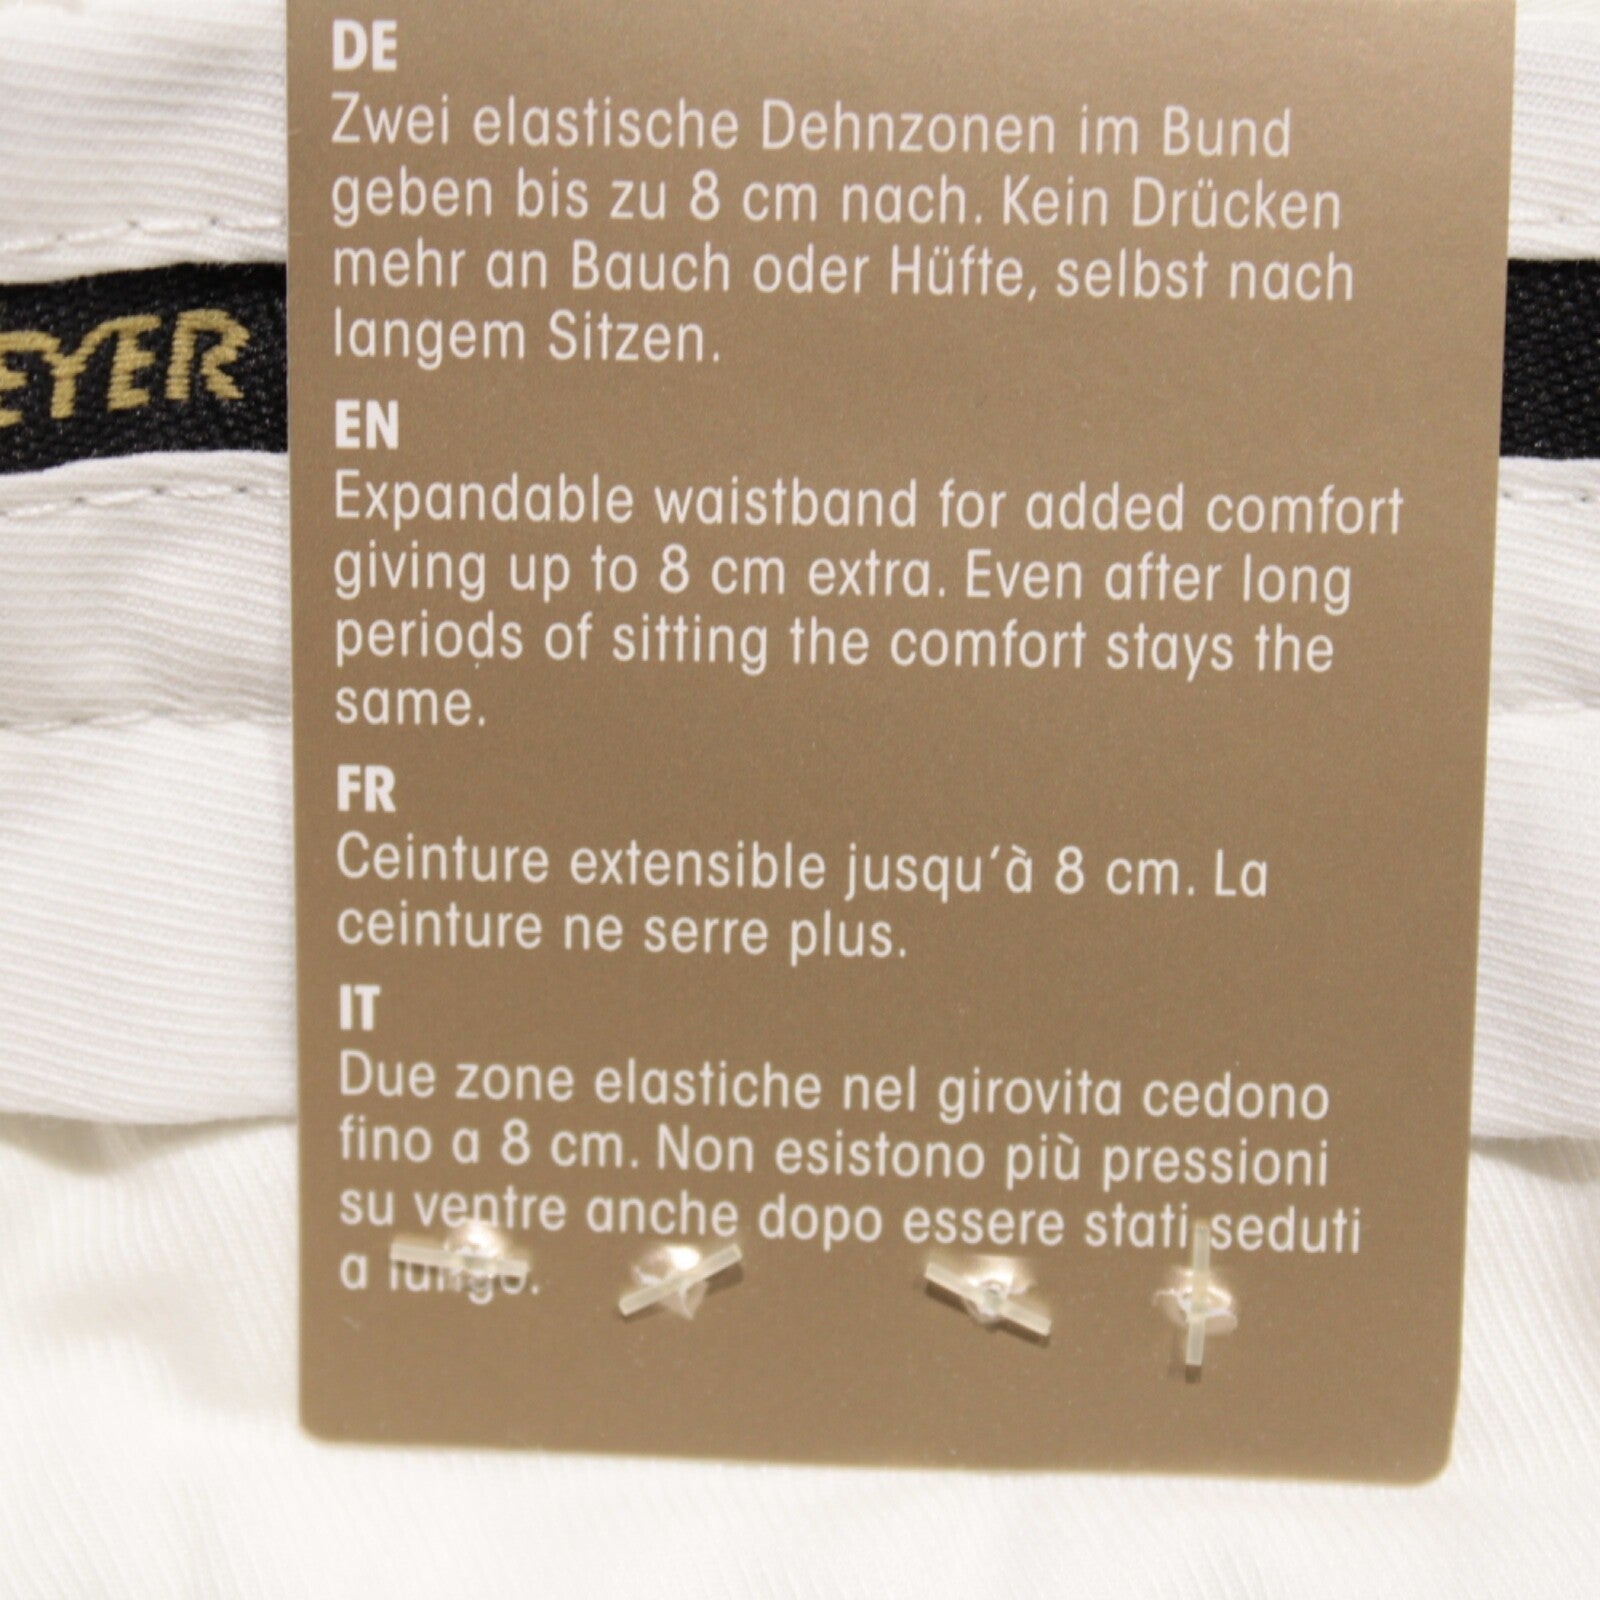 DE
Zwei elastische Dehnzonen im Bund
geben bis zu 8 cm nach. Kein Drücken
mehr an Bauch oder Hüfte, selbst nach
langem Sitzen.
EYER
EN
Expandable waistband for added comfort
giving up to 8 cm extra. Even after long
periods of sitting the comfort stays the
same.
FR
Ceinture extensible jusqu´à 8 cm. La
ceinture ne serre plus.
IT
Due zone elastiche nel girovita cedono
fino a 8 cm. Non esistono più pressioni
su ventre anche dopo essere stati seduti
a lungo.